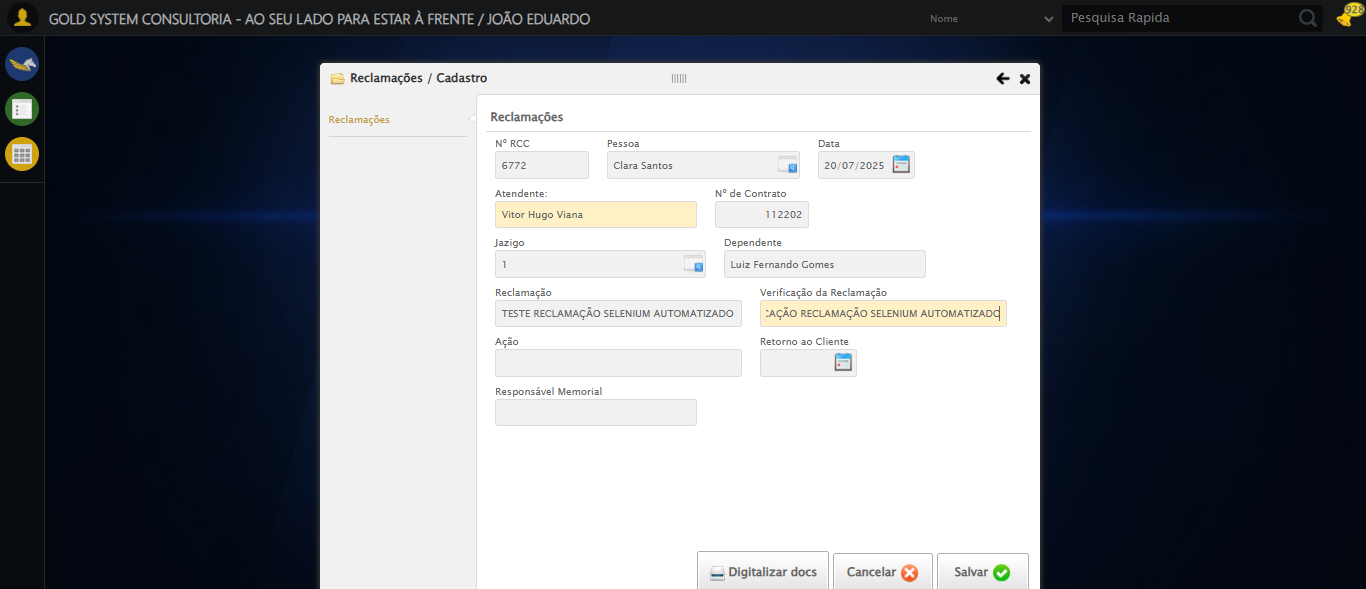 GOLD SYSTEM CONSULTORIA - AO SEU LADO PARA ESTAR À FRENTE / JOÃO EDUARDO
Nome
Pesquisa Rapida
928
Reclamações / Cadastro
Reclamações
Reclamações
Nº RCC
Pessoa
Data
6772
Clara Santos
20/07/2025
Atendente:
Nº de Contrato
Vitor Hugo Viana
112202
Jazigo
Dependente
1
Luiz Fernando Gomes
Reclamação
Verificação da Reclamação
TESTE RECLAMAÇÃO SELENIUM AUTOMATIZADO
CAÇÃO RECLAMAÇÃO SELENIUM AUTOMATIZADO
Ação
Retorno ao Cliente
Responsável Memorial
Digitalizar docs
Cancelar
Salvar